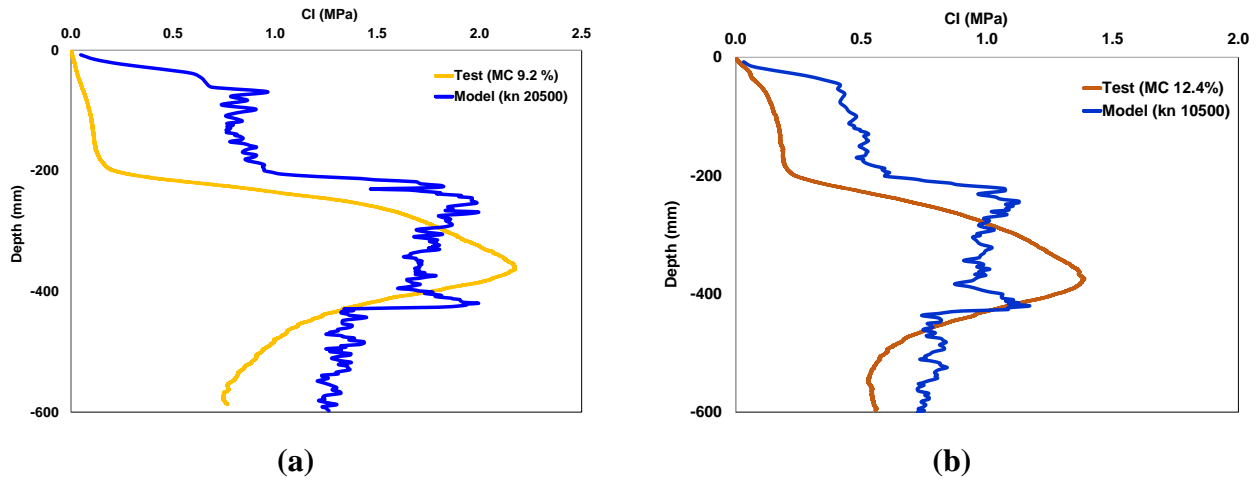 CI (MPa)
0.0 0.5 1.0 1.5 2.0 2.5
0
-200
-400
-600
Depth (mm)
Test (MC 9.2 %)
Model (kn 20500)
(a)
CI (MPa)
0.0 0.5 1.0 1.5 2.0
0
-200
-400
-600
Depth (mm)
Test (MC 12.4%)
Model (kn 10500)
(b)